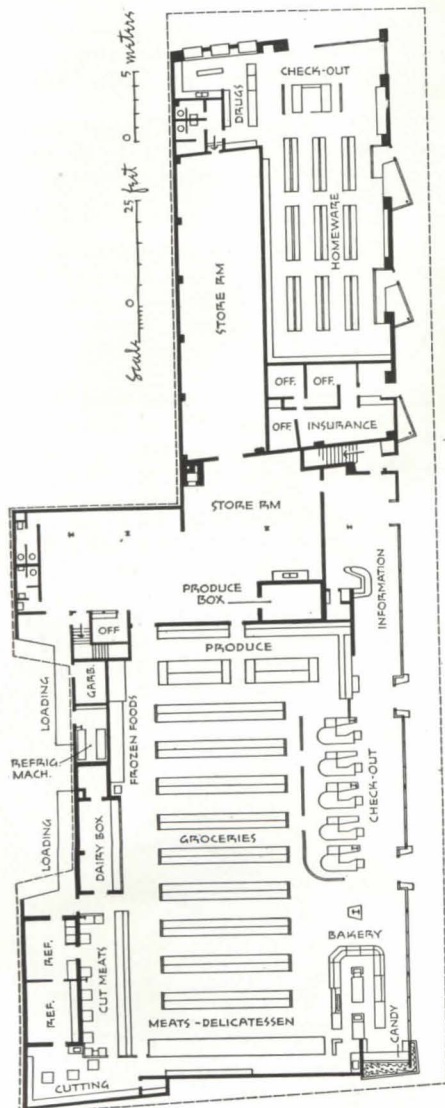 Scale 0 25 feet 0 5 meters
CHECK-OUT
DRUGS
HOMEWARE
STORE RM
OFF.
OFF.
OFF.
INSURANCE
STORE RM
PRODUCE
BOX
INFORMATION
OFF
PRODUCE
GARB.
LOADING
REFRIG
MACH.
FROZEN FOODS
LOADING
DAIRY BOX
GROCERIES
CHECK-OUT
REF.
CUT MEATS
REF.
BAKERY
MEATS-DELICATESSEN
CANDY
CUTTING